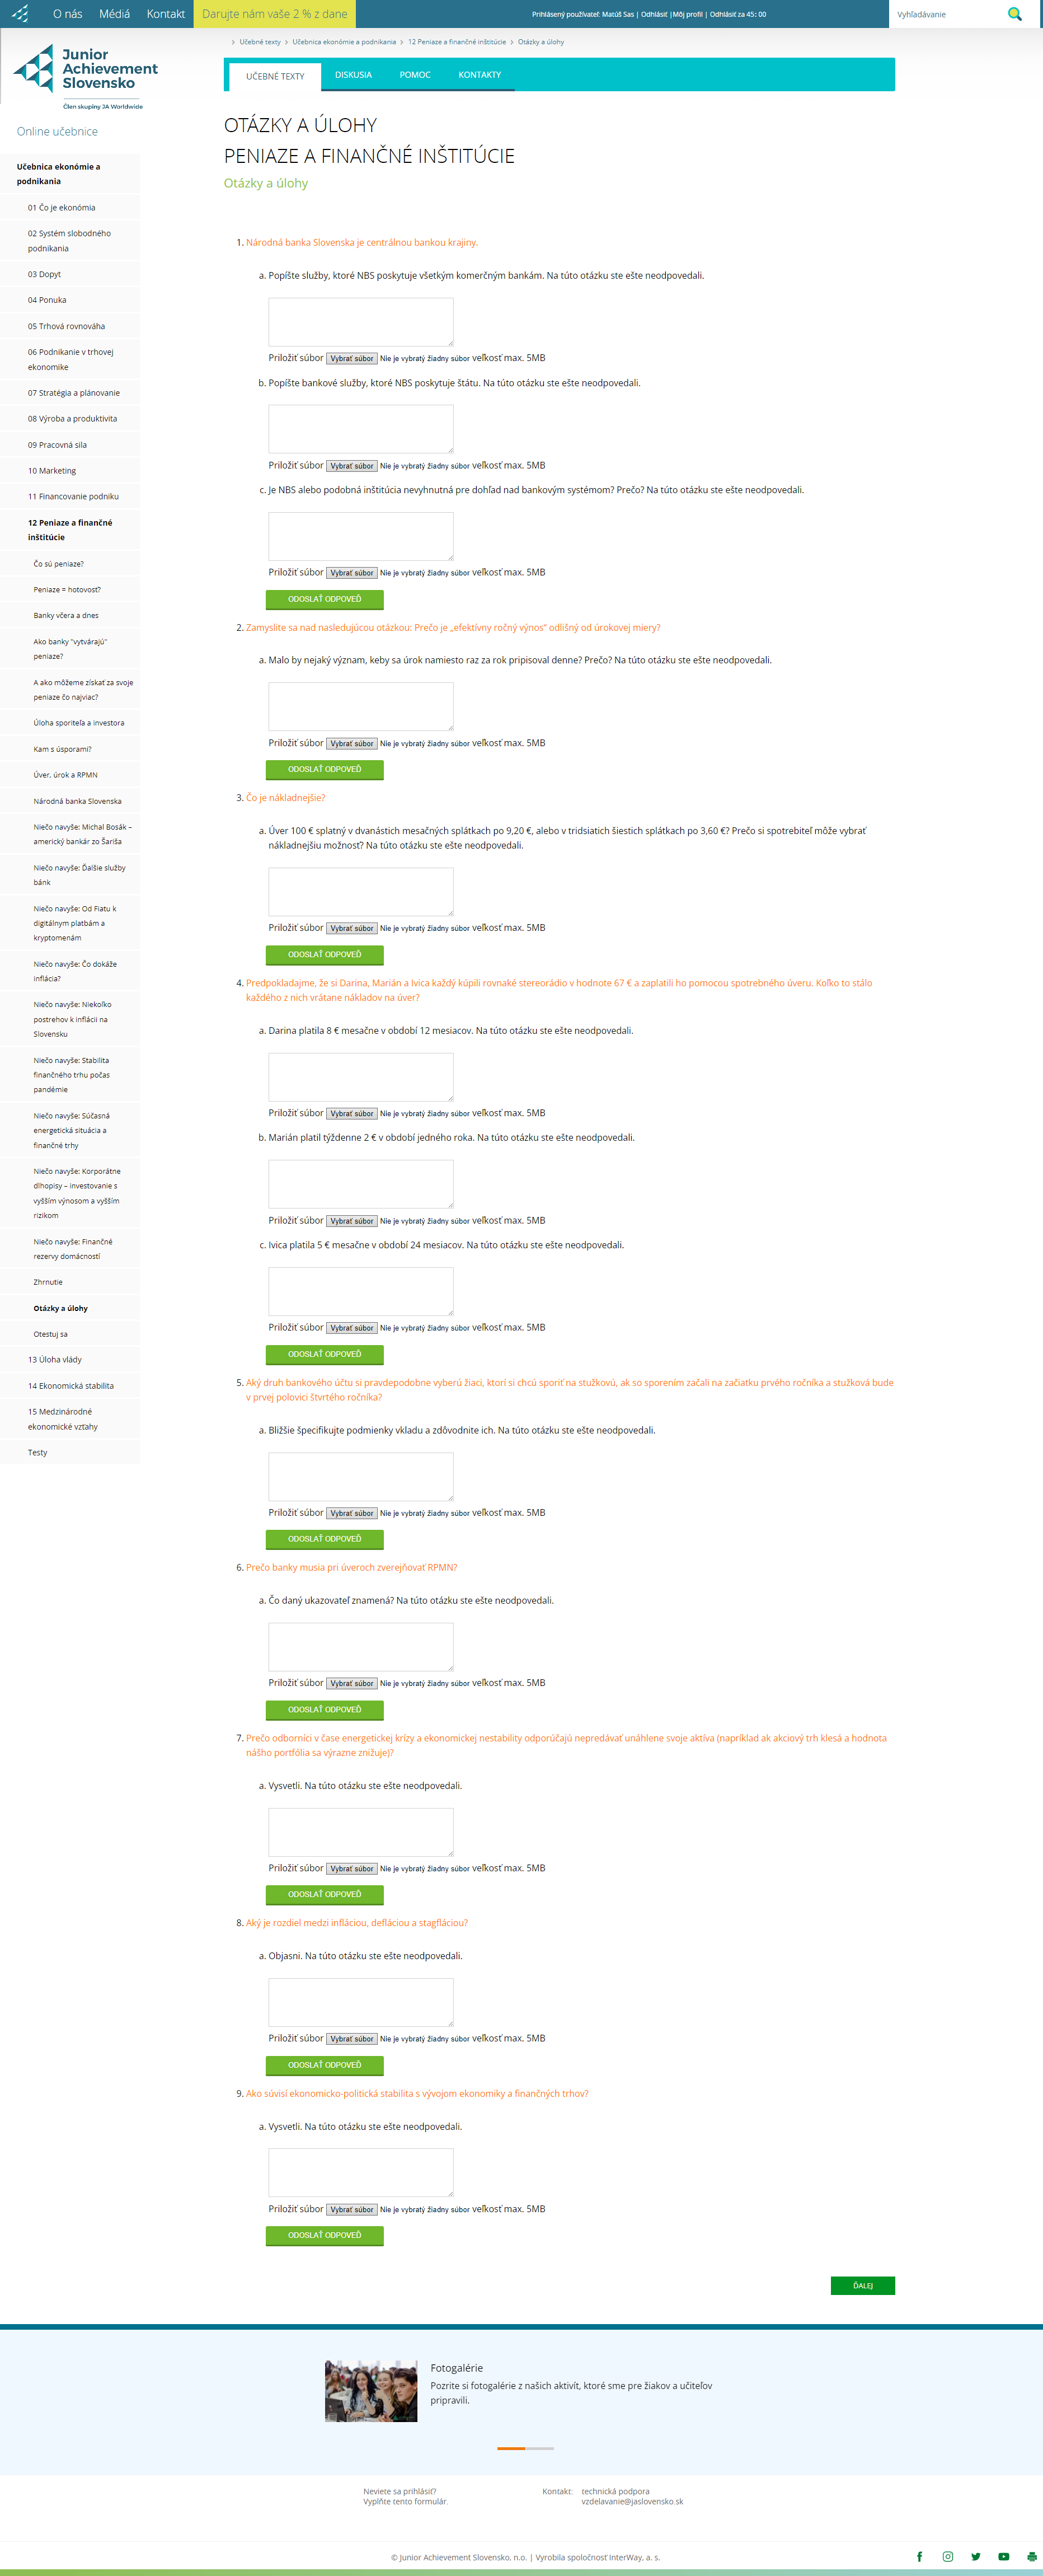 O nás Médiá Kontakt Darujte nám vaše 2 % z dane Prihlásený používateľ: Matúš Sas | Odhlásiť |Môj profil | Odhlásiť za 45: 00 Vyhľadávanie
Junior
Achievement
Slovensko
Člen skupiny JA Worldwide
Učebné texty Učebnica ekonómie a podnikania 12 Peniaze a finančné inštitúcie Otázky a úlohy
UČEBNÉ TEXTY DISKUSIA POMOC KONTAKTY
Online učebnice
Učebnica ekonómie a
podnikania
01 Čo je ekonómia
02 Systém slobodného
podnikania
03 Dopyt
04 Ponuka
05 Trhová rovnováha
06 Podnikanie v trhovej
ekonomike
07 Stratégia a plánovanie
08 Výroba a produktivita
09 Pracovná sila
10 Marketing
11 Financovanie podniku
12 Peniaze a finančné
inštitúcie
Čo sú peniaze?
Peniaze = hotovosť?
Banky včera a dnes
Ako banky "vytvárajú"
peniaze?
A ako môžeme získať za svoje
peniaze čo najviac?
Úloha sporiteľa a investora
Kam s úsporami?
Úver, úrok a RPMN
Národná banka Slovenska
Niečo navyše: Michal Bosák –
americký bankár zo Šariša
Niečo navyše: Ďalšie služby
bánk
Niečo navyše: Od Fiatu k
digitálnym platbám a
kryptomenám
Niečo navyše: Čo dokáže
inflácia?
Niečo navyše: Niekoľko
postrehov k inflácii na
Slovensku
Niečo navyše: Stabilita
finančného trhu počas
pandémie
Niečo navyše: Súčasná
energetická situácia a
finančné trhy
Niečo navyše: Korporátne
dlhopisy – investovanie s
vyšším výnosom a vyšším
rizikom
Niečo navyše: Finančné
rezervy domácností
Zhrnutie
Otázky a úlohy
Otestuj sa
13 Úloha vlády
14 Ekonomická stabilita
15 Medzinárodné
ekonomické vzťahy
Testy
OTÁZKY A ÚLOHY
PENIAZE A FINANČNÉ INŠTITÚCIE
Otázky a úlohy
1. Národná banka Slovenska je centrálnou bankou krajiny.
a. Popíšte služby, ktoré NBS poskytuje všetkým komerčným bankám. Na túto otázku ste ešte neodpovedali.
Priložiť súbor Vybrať súbor Nie je vybratý žiadny súbor veľkosť max. 5MB
b. Popíšte bankové služby, ktoré NBS poskytuje štátu. Na túto otázku ste ešte neodpovedali.
Priložiť súbor Vybrať súbor Nie je vybratý žiadny súbor veľkosť max. 5MB
c. Je NBS alebo podobná inštitúcia nevyhnutná pre dohľad nad bankovým systémom? Prečo? Na túto otázku ste ešte neodpovedali.
Priložiť súbor Vybrať súbor Nie je vybratý žiadny súbor veľkosť max. 5MB
ODOSLAŤ ODPOVEĎ
2. Zamyslite sa nad nasledujúcou otázkou: Prečo je „efektívny ročný výnos“ odlišný od úrokovej miery?
a. Malo by nejaký význam, keby sa úrok namiesto raz za rok pripisoval denne? Prečo? Na túto otázku ste ešte neodpovedali.
Priložiť súbor Vybrať súbor Nie je vybratý žiadny súbor veľkosť max. 5MB
ODOSLAŤ ODPOVEĎ
3. Čo je nákladnejšie?
a. Úver 100 € splatný v dvanástich mesačných splátkach po 9,20 €, alebo v tridsiatich šiestich splátkach po 3,60 €? Prečo si spotrebiteľ môže vybrať
nákladnejšiu možnosť? Na túto otázku ste ešte neodpovedali.
Priložiť súbor Vybrať súbor Nie je vybratý žiadny súbor veľkosť max. 5MB
ODOSLAŤ ODPOVEĎ
4. Predpokladajme, že si Darina, Marián a Ivica každý kúpili rovnaké stereorádio v hodnote 67 € a zaplatili ho pomocou spotrebného úveru. Koľko to stálo
každého z nich vrátane nákladov na úver?
a. Darina platila 8 € mesačne v období 12 mesiacov. Na túto otázku ste ešte neodpovedali.
Priložiť súbor Vybrať súbor Nie je vybratý žiadny súbor veľkosť max. 5MB
b. Marián platil týždenne 2 € v období jedného roka. Na túto otázku ste ešte neodpovedali.
Priložiť súbor Vybrať súbor Nie je vybratý žiadny súbor veľkosť max. 5MB
c. Ivica platila 5 € mesačne v období 24 mesiacov. Na túto otázku ste ešte neodpovedali.
Priložiť súbor Vybrať súbor Nie je vybratý žiadny súbor veľkosť max. 5MB
ODOSLAŤ ODPOVEĎ
5. Aký druh bankového účtu si pravdepodobne vyberú žiaci, ktorí si chcú sporiť na stužkovú, ak so sporením začali na začiatku prvého ročníka a stužková bude
v prvej polovici štvrtého ročníka?
a. Bližšie špecifikujte podmienky vkladu a zdôvodnite ich. Na túto otázku ste ešte neodpovedali.
Priložiť súbor Vybrať súbor Nie je vybratý žiadny súbor veľkosť max. 5MB
ODOSLAŤ ODPOVEĎ
6. Prečo banky musia pri úveroch zverejňovať RPMN?
a. Čo daný ukazovateľ znamená? Na túto otázku ste ešte neodpovedali.
Priložiť súbor Vybrať súbor Nie je vybratý žiadny súbor veľkosť max. 5MB
ODOSLAŤ ODPOVEĎ
7. Prečo odborníci v čase energetickej krízy a ekonomickej nestability odporúčajú nepredávať unáhlene svoje aktíva (napríklad ak akciový trh klesá a hodnota
nášho portfólia sa výrazne znižuje)?
a. Vysvetli. Na túto otázku ste ešte neodpovedali.
Priložiť súbor Vybrať súbor Nie je vybratý žiadny súbor veľkosť max. 5MB
ODOSLAŤ ODPOVEĎ
8. Aký je rozdiel medzi infláciou, defláciou a stagfláciou?
a. Objasni. Na túto otázku ste ešte neodpovedali.
Priložiť súbor Vybrať súbor Nie je vybratý žiadny súbor veľkosť max. 5MB
ODOSLAŤ ODPOVEĎ
9. Ako súvisí ekonomicko-politická stabilita s vývojom ekonomiky a finančných trhov?
a. Vysvetli. Na túto otázku ste ešte neodpovedali.
Priložiť súbor Vybrať súbor Nie je vybratý žiadny súbor veľkosť max. 5MB
ODOSLAŤ ODPOVEĎ
ĎALEJ
Fotogalérie
Pozrite si fotogalérie z našich aktivít, ktoré sme pre žiakov a učiteľov
pripravili.
Neviete sa prihlásiť? Kontakt: technická podpora
Vyplňte tento formulár. vzdelavanie@jaslovensko.sk
© Junior Achievement Slovensko, n.o. | Vyrobila spoločnosť InterWay, a. s.